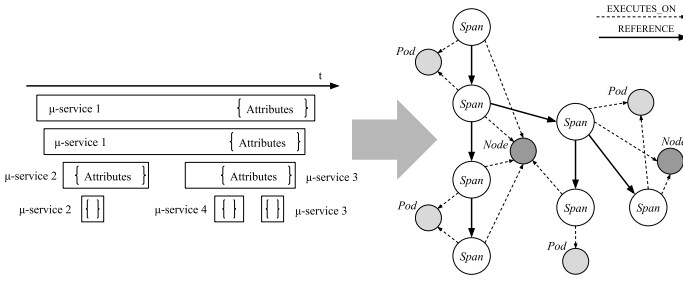 t
μ-service 1 { Attributes }
μ-service 1 { Attributes }
μ-service 2 { Attributes } { Attributes } μ-service 3
μ-service 2 { } μ-service 4 { } { } μ-service 3
EXECUTES_ON
REFERENCE
Span
Pod
Span
Span
Pod
Node
Node
Span
Pod
Span
Span
Span
Pod